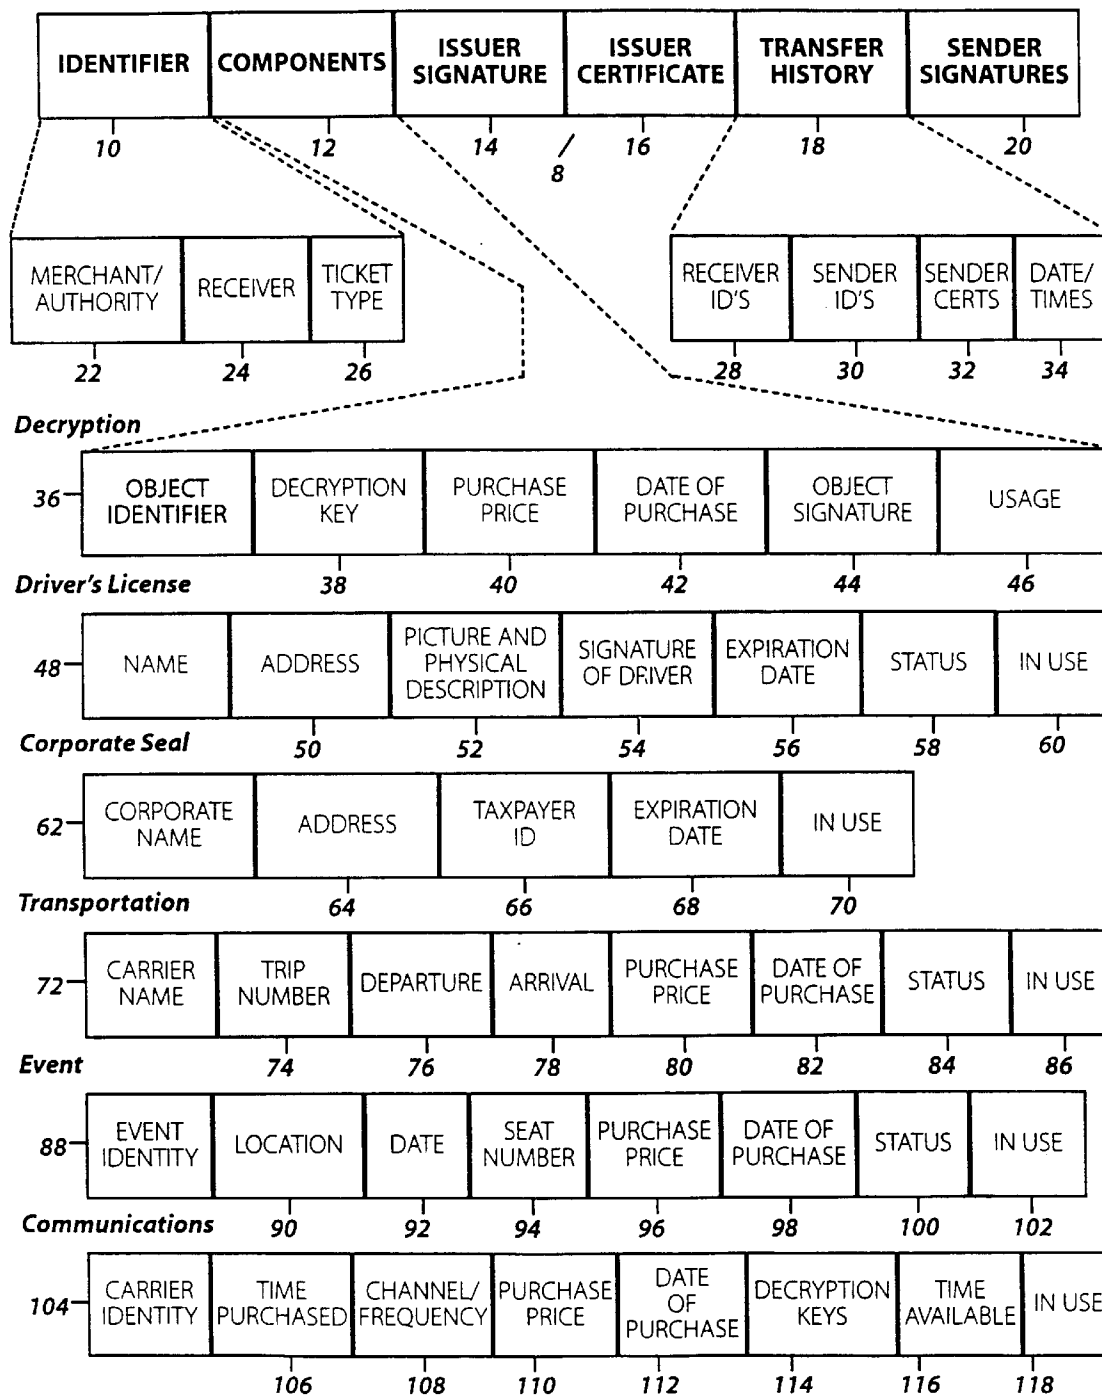 IDENTIFIER COMPONENTS ISSUER SIGNATURE ISSUER CERTIFICATE TRANSFER HISTORY SENDER SIGNATURES
10 12 14 16 18 20
8
MERCHANT/ AUTHORITY RECEIVER TICKET TYPE RECEIVER ID'S SENDER ID'S SENDER CERTS DATE/ TIMES
22 24 26 28 30 32 34
Decryption
36 OBJECT IDENTIFIER DECRYPTION KEY PURCHASE PRICE DATE OF PURCHASE OBJECT SIGNATURE USAGE
38 40 42 44 46
Driver's License
48 NAME ADDRESS PICTURE AND PHYSICAL DESCRIPTION SIGNATURE OF DRIVER EXPIRATION DATE STATUS IN USE
50 52 54 56 58 60
Corporate Seal
62 CORPORATE NAME ADDRESS TAXPAYER ID EXPIRATION DATE IN USE
64 66 68 70
Transportation
72 CARRIER NAME TRIP NUMBER DEPARTURE ARRIVAL PURCHASE PRICE DATE OF PURCHASE STATUS IN USE
74 76 78 80 82 84 86
Event
88 EVENT IDENTITY LOCATION DATE SEAT NUMBER PURCHASE PRICE DATE OF PURCHASE STATUS IN USE
90 92 94 96 98 100 102
Communications
104 CARRIER IDENTITY TIME PURCHASED CHANNEL/ FREQUENCY PURCHASE PRICE DATE OF PURCHASE DECRYPTION KEYS TIME AVAILABLE IN USE
106 108 110 112 114 116 118